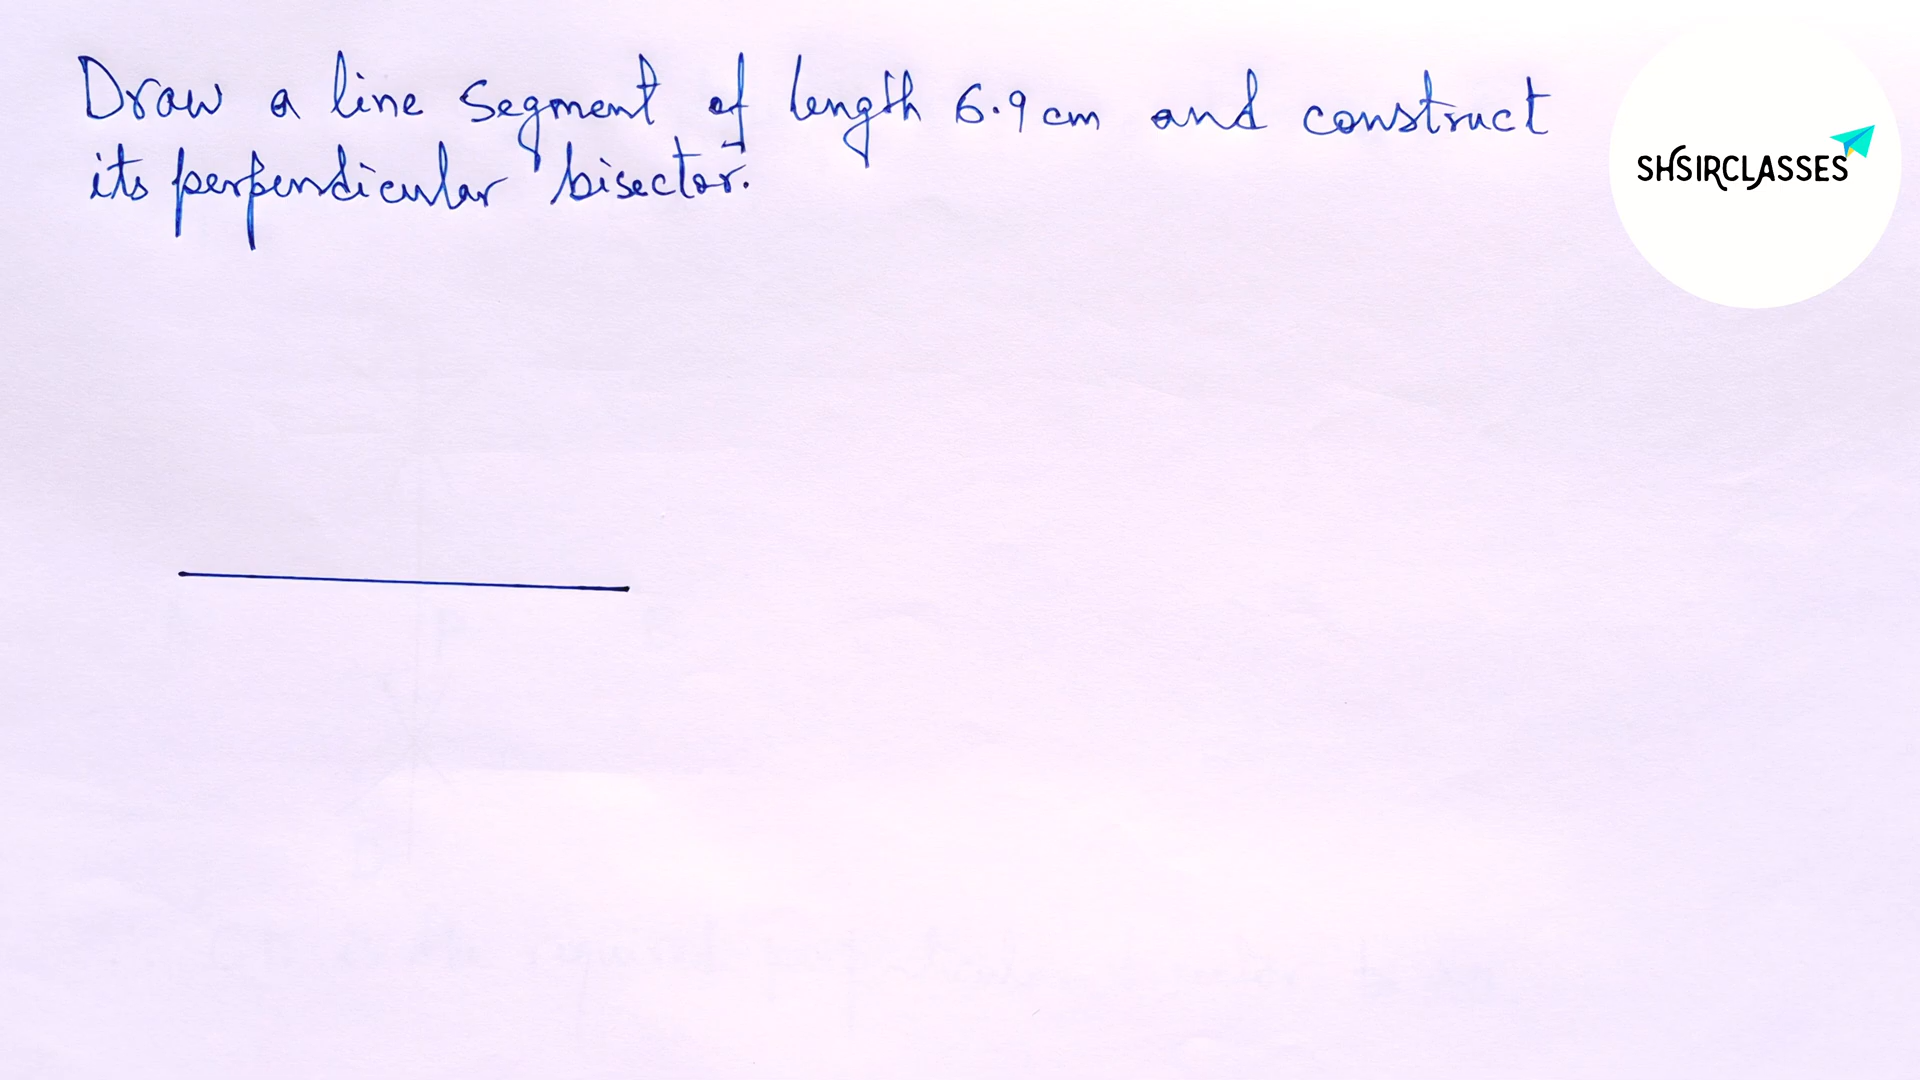 Draw a line segment of length 6.9 cm and construct
its perpendicular bisector.
SHSIRCLASSES